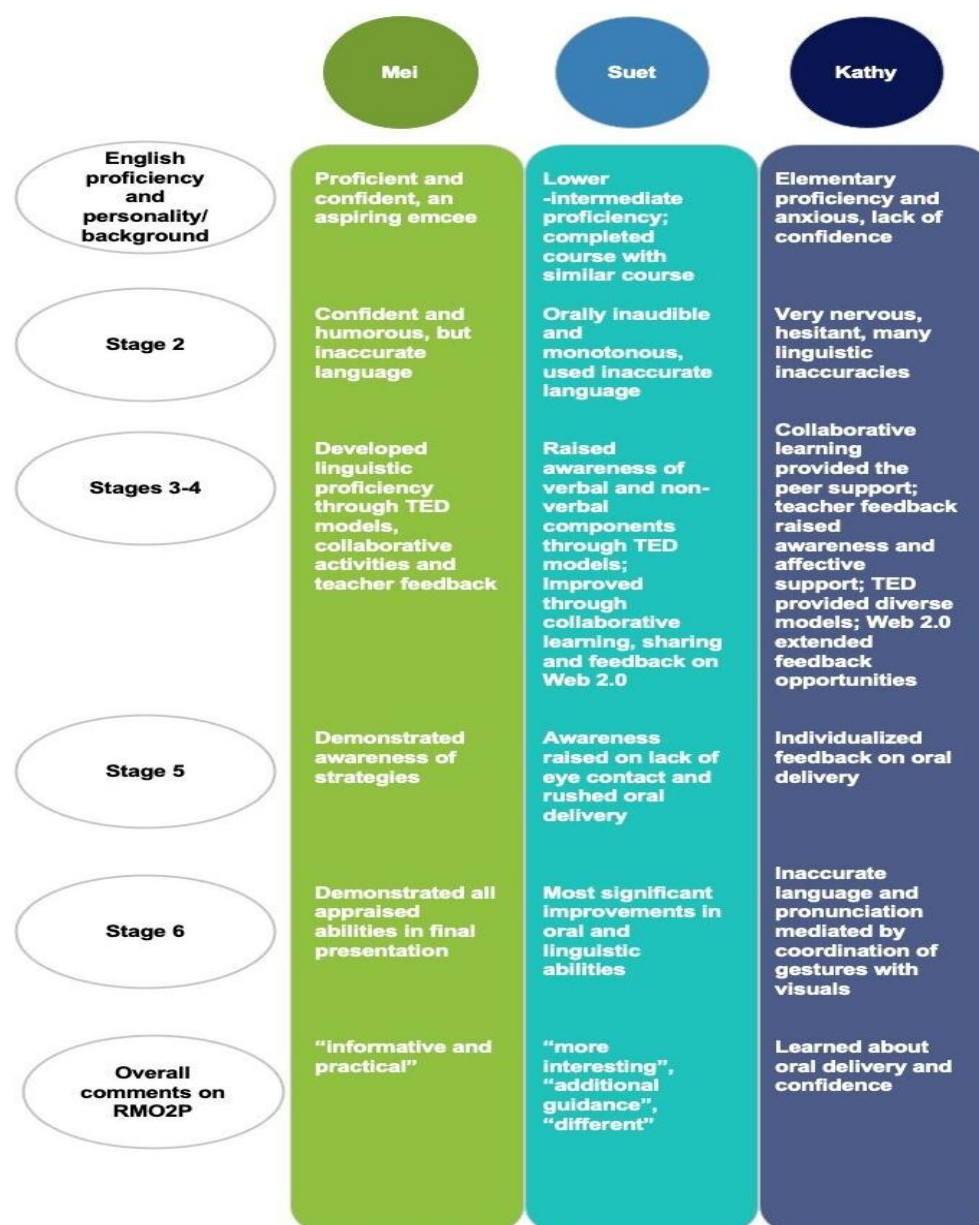 Mei
Suet
Kathy
English
proficiency
and
personality/
background
Proficient and
confident, an
aspiring emcee
Lower
-intermediate
proficiency;
completed
course with
similar course
Elementary
proficiency and
anxious, lack of
confidence
Stage 2
Confident and
humorous, but
inaccurate
language
Orally inaudible
and
monotonous,
used inaccurate
language
Very nervous,
hesitant, many
linguistic
inaccuracies
Stages 3-4
Developed
linguistic
proficiency
through TED
models,
collaborative
activities and
teacher feedback
Raised
awareness of
verbal and non-
verbal
components
through TED
models;
Improved
through
collaborative
learning, sharing
and feedback on
Web 2.0
Collaborative
learning
provided the
peer support;
teacher feedback
raised
awareness and
affective
support; TED
provided diverse
models; Web 2.0
extended
feedback
opportunities
Stage 5
Demonstrated
awareness of
strategies
Awareness
raised on lack of
eye contact and
rushed oral
delivery
Individualized
feedback on oral
delivery
Stage 6
Demonstrated all
appraised
abilities in final
presentation
Most significant
improvements in
oral and
linguistic
abilities
Inaccurate
language and
pronunciation
mediated by
coordination of
gestures with
visuals
Overall
comments on
RMO2P
“informative and
practical”
“more
interesting”,
“additional
guidance”,
“different”
Learned about
oral delivery and
confidence